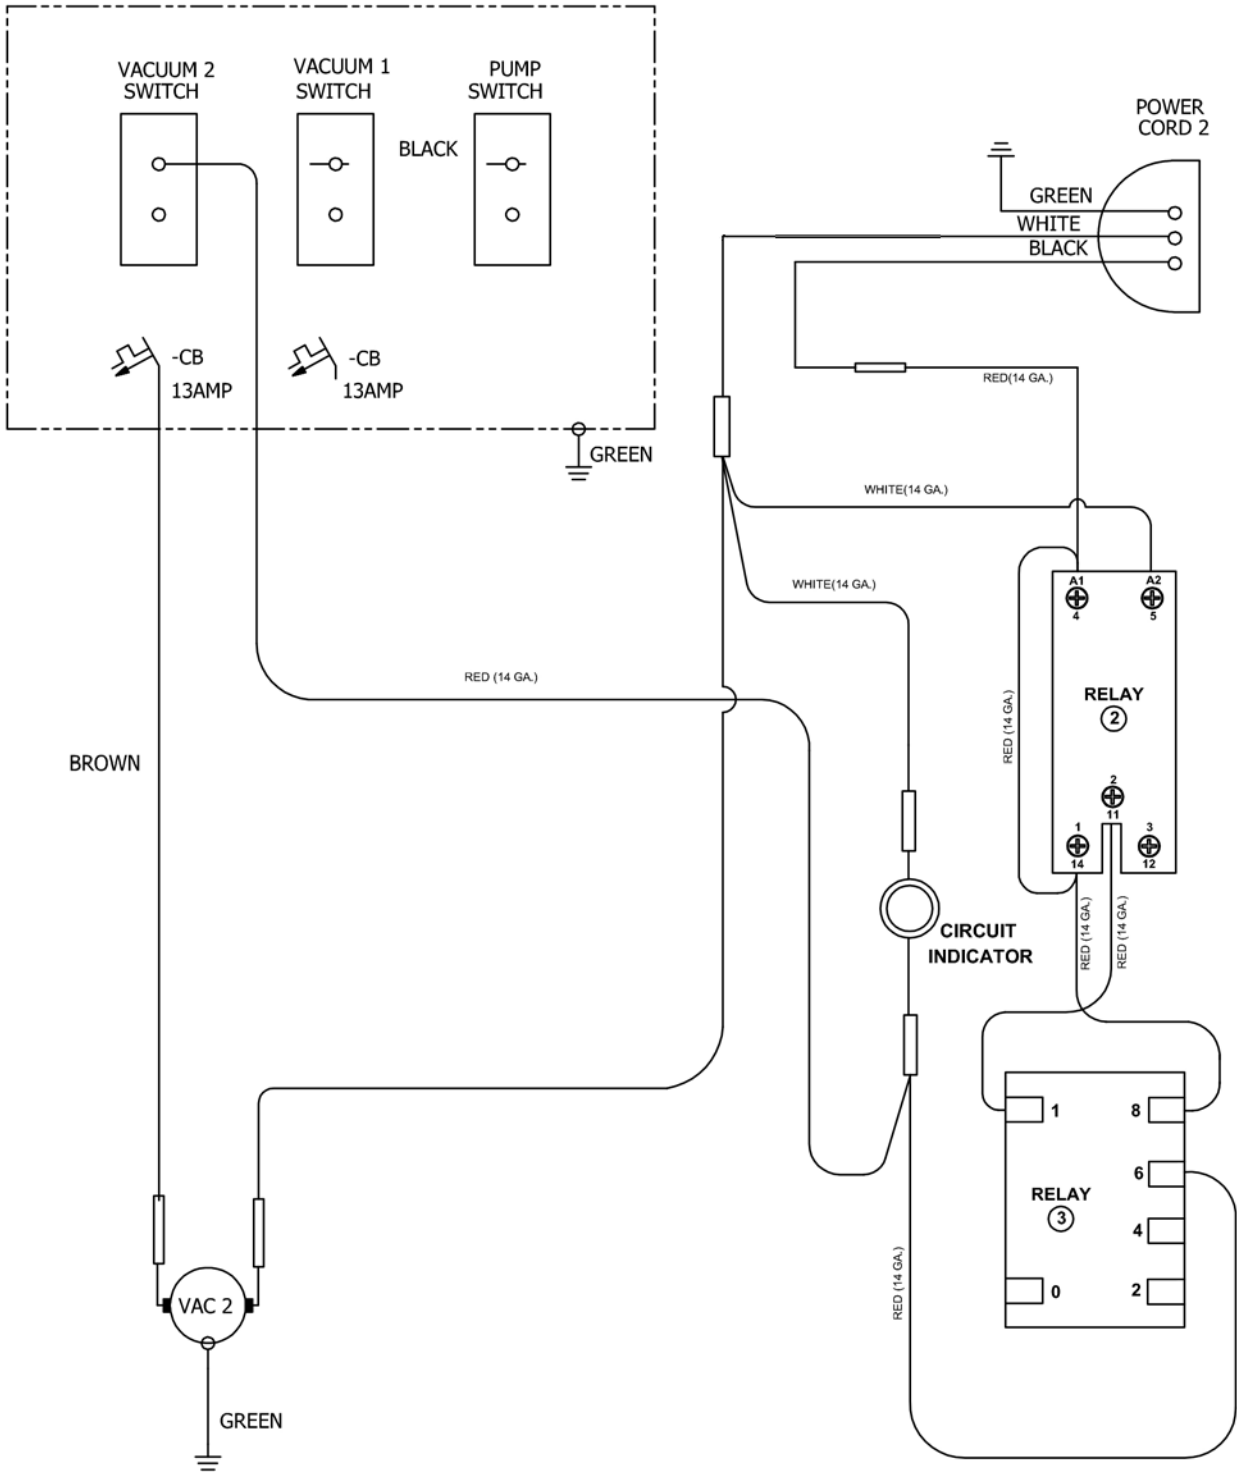 VACUUM 2
SWITCH
VACUUM 1
SWITCH
PUMP
SWITCH
BLACK
POWER
CORD 2
GREEN
WHITE
BLACK
-CB
13AMP
-CB
13AMP
RED(14 GA.)
GREEN
WHITE(14 GA.)
WHITE(14 GA.)
A1
4
A2
5
RED (14 GA.)
RELAY
2
RED (14 GA.)
BROWN
2
11
1
14
3
12
CIRCUIT
INDICATOR
RED (14 GA.)
RED (14 GA.)
1
8
6
RELAY
3
4
0
2
RED (14 GA.)
VAC 2
GREEN